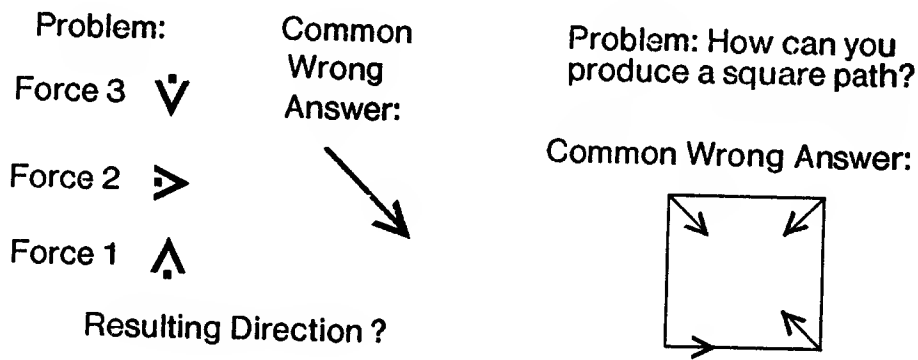 Problem:
Force 3
Force 2
Force 1
Resulting Direction ?
Common
Wrong
Answer:
Problem: How can you
produce a square path?
Common Wrong Answer: